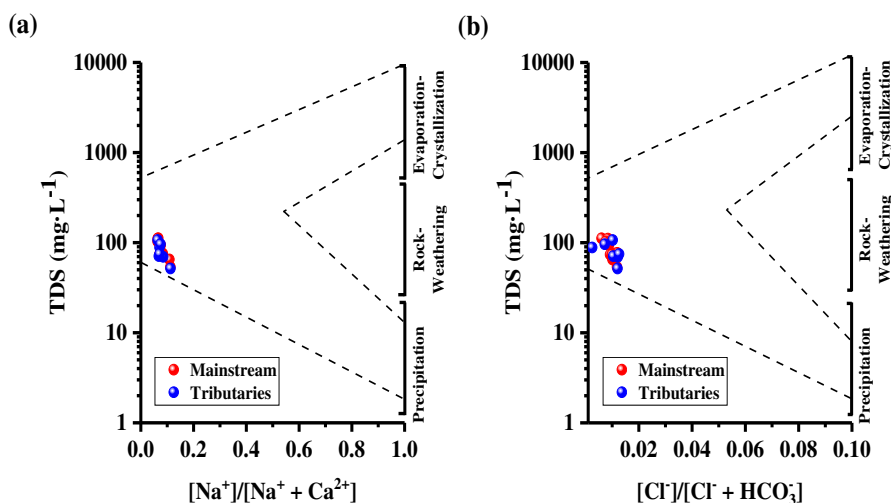 (a)
TDS (mg·L⁻¹)
10000
1000
100
10
1
0.0 0.2 0.4 0.6 0.8 1.0
[Na⁺]/[Na⁺ + Ca²⁺]
Mainstream
Tributaries
Evaporation-
Crystallization
Rock-
Weathering
Precipitation
(b)
TDS (mg·L⁻¹)
10000
1000
100
10
1
0.02 0.04 0.06 0.08 0.10
[Cl⁻]/[Cl⁻ + HCO₃⁻]
Mainstream
Tributaries
Evaporation-
Crystallization
Rock-
Weathering
Precipitation